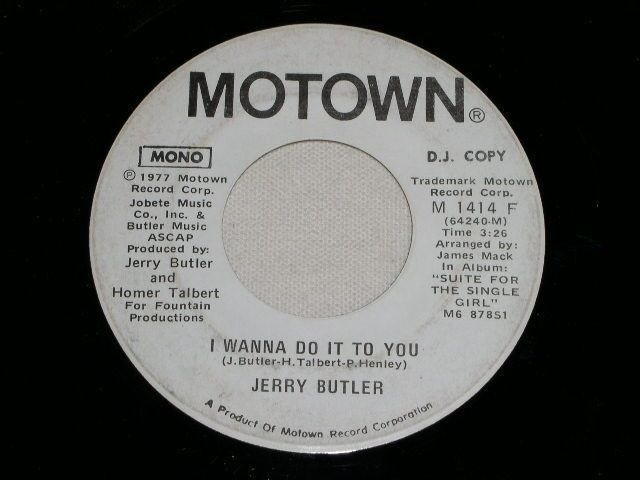 MOTOWN®
MONO
℗ 1977 Motown
Record Corp.
Jobete Music
Co., Inc. &
Butler Music
ASCAP
Produced by:
Jerry Butler
and
Homer Talbert
For Fountain
Productions
D.J. COPY
Trademark Motown
Record Corp.
M 1414 F
(64240-M)
Time 3:26
Arranged by:
James Mack
In Album:
"SUITE FOR
THE SINGLE
GIRL"
M6 878S1
I WANNA DO IT TO YOU
(J.Butler-H.Talbert-P.Henley)
JERRY BUTLER
A Product Of Motown Record Corporation